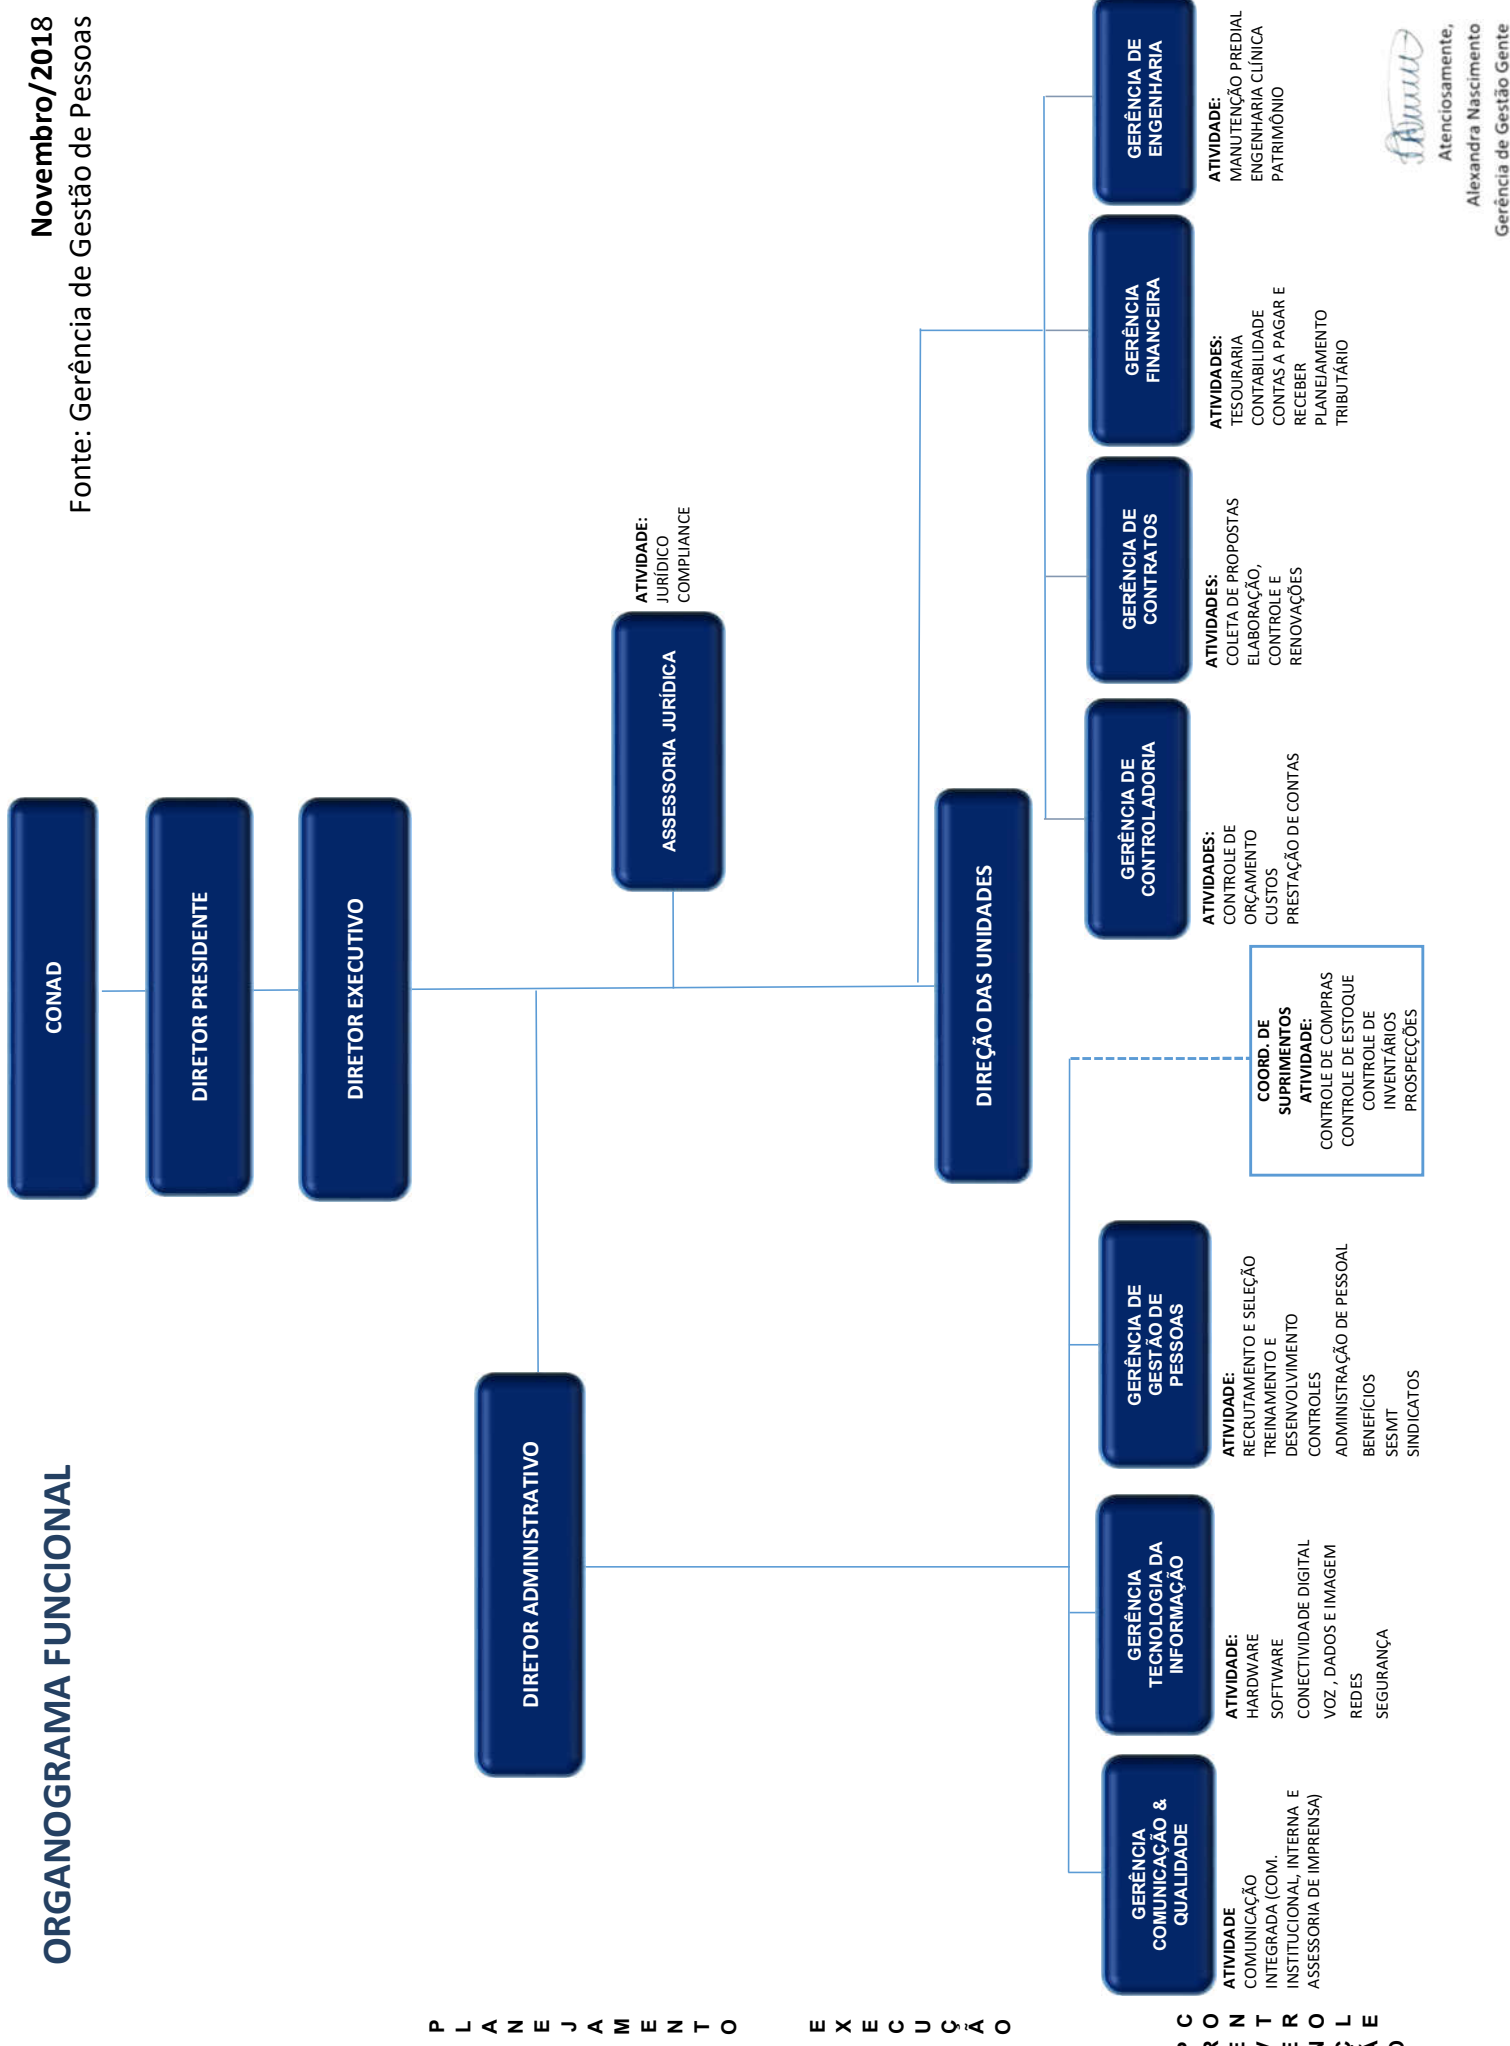 ORGANOGRAMA FUNCIONAL
Novembro/2018
Fonte: Gerência de Gestão de Pessoas
CONAD
DIRETOR PRESIDENTE
DIRETOR EXECUTIVO
PLANEJAMENTO
DIRETOR ADMINISTRATIVO
ASSESSORIA JURÍDICA
ATIVIDADE:
JURÍDICO
COMPLIANCE
EXECUÇÃO
DIREÇÃO DAS UNIDADES
GERÊNCIA
COMUNICAÇÃO &
QUALIDADE
ATIVIDADE
COMUNICAÇÃO
INTEGRADA (COM.
INSTITUCIONAL, INTERNA E
ASSESSORIA DE IMPRENSA)
GERÊNCIA
TECNOLOGIA DA
INFORMAÇÃO
ATIVIDADE:
HARDWARE
SOFTWARE
CONECTIVIDADE DIGITAL
VOZ , DADOS E IMAGEM
REDES
SEGURANÇA
GERÊNCIA DE
GESTÃO DE
PESSOAS
ATIVIDADE:
RECRUTAMENTO E SELEÇÃO
TREINAMENTO E
DESENVOLVIMENTO
CONTROLES
ADMINISTRAÇÃO DE PESSOAL
BENEFÍCIOS
SESMT
SINDICATOS
COORD. DE
SUPRIMENTOS
ATIVIDADE:
CONTROLE DE COMPRAS
CONTROLE DE ESTOQUE
CONTROLE DE
INVENTÁRIOS
PROSPECÇÕES
GERÊNCIA DE
CONTROLADORIA
ATIVIDADES:
CONTROLE DE
ORÇAMENTO
CUSTOS
PRESTAÇÃO DE CONTAS
GERÊNCIA DE
CONTRATOS
ATIVIDADES:
COLETA DE PROPOSTAS
ELABORAÇÃO,
CONTROLE E
RENOVAÇÕES
GERÊNCIA
FINANCEIRA
ATIVIDADES:
TESOURARIA
CONTABILIDADE
CONTAS A PAGAR E
RECEBER
PLANEJAMENTO
TRIBUTÁRIO
GERÊNCIA DE
ENGENHARIA
ATIVIDADE:
MANUTENÇÃO PREDIAL
ENGENHARIA CLÍNICA
PATRIMÔNIO
CONTROLE
Atenciosamente,
Alexandra Nascimento
Gerência de Gestão Gente